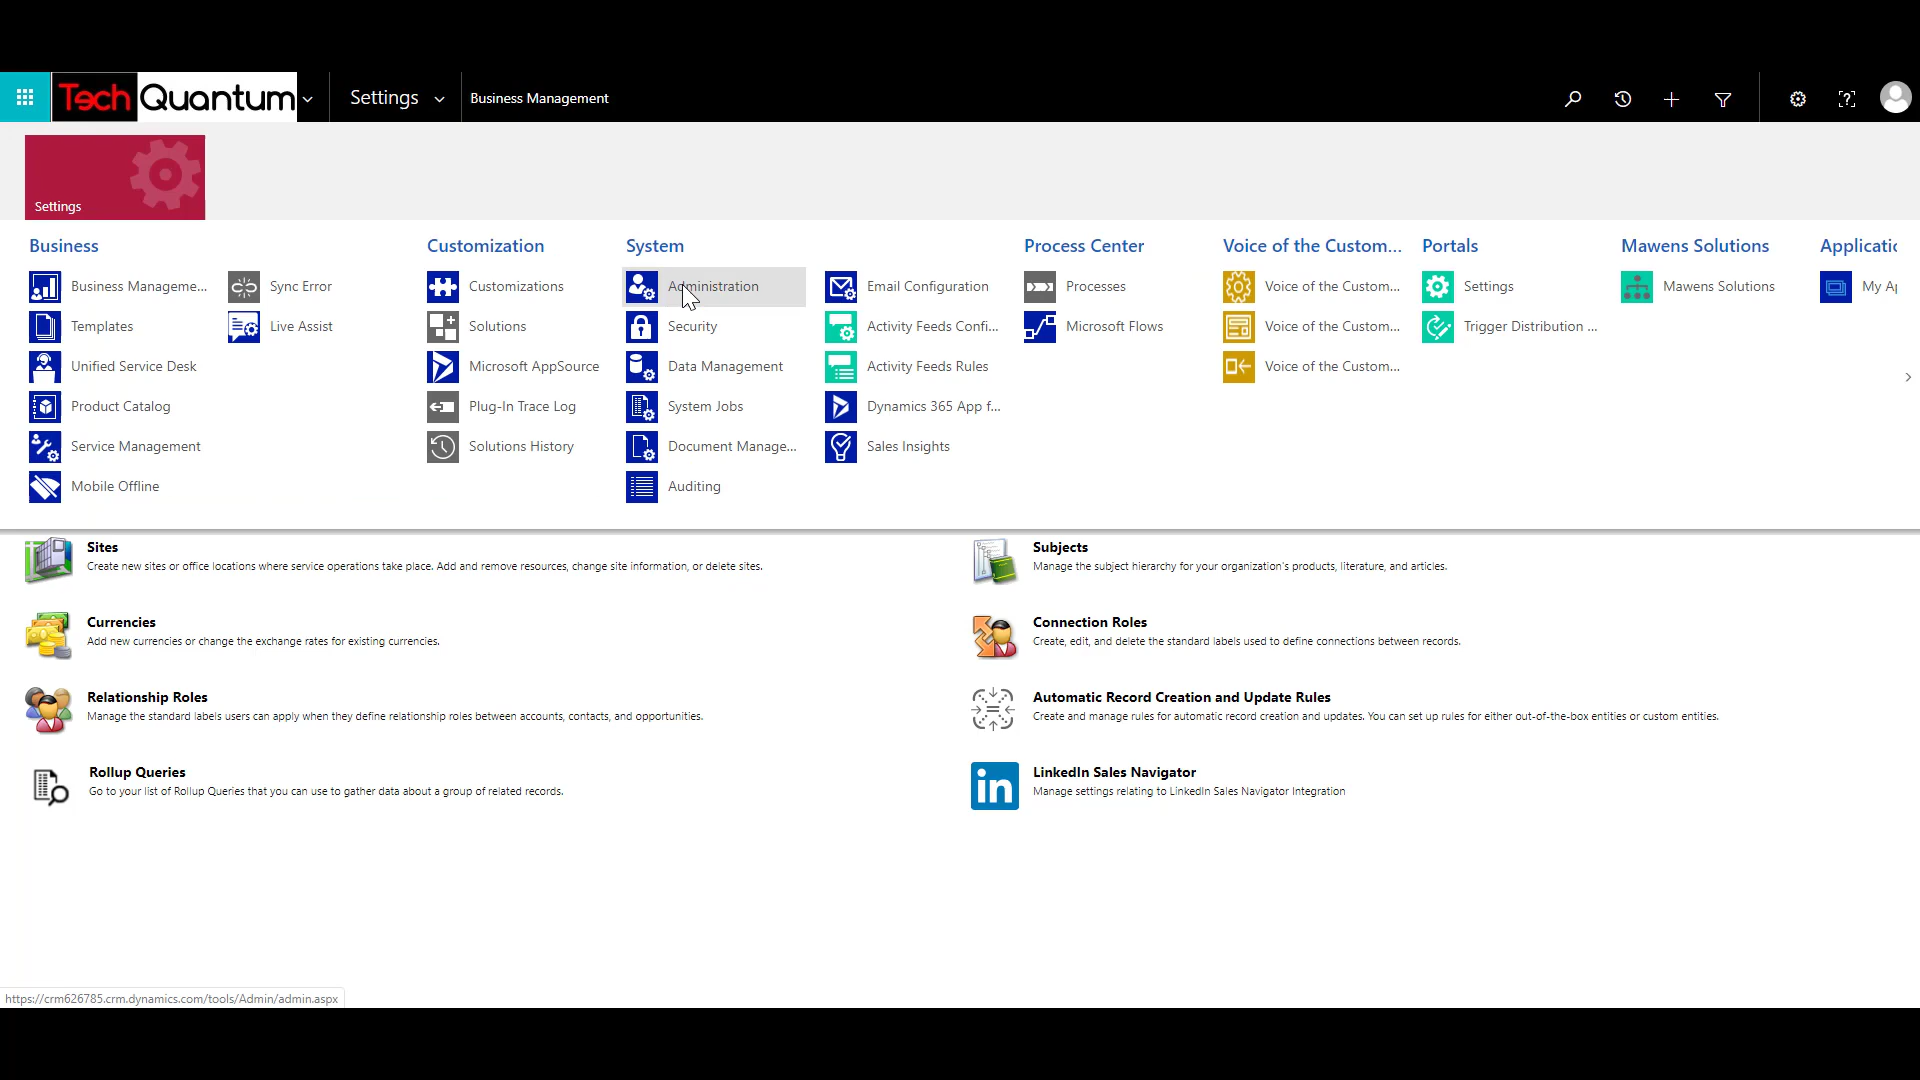 Tech Quantum
Settings
Business Management
Settings
Business
Business Manageme...
Templates
Unified Service Desk
Product Catalog
Service Management
Mobile Offline
Sync Error
Live Assist
Customization
Customizations
Solutions
Microsoft AppSource
Plug-In Trace Log
Solutions History
System
Administration
Security
Data Management
System Jobs
Document Manage...
Auditing
Email Configuration
Activity Feeds Confi...
Activity Feeds Rules
Dynamics 365 App f...
Sales Insights
Process Center
Processes
Microsoft Flows
Voice of the Custom...
Voice of the Custom...
Voice of the Custom...
Voice of the Custom...
Portals
Settings
Trigger Distribution ...
Mawens Solutions
Mawens Solutions
Applicatic
My Ap
Sites
Create new sites or office locations where service operations take place. Add and remove resources, change site information, or delete sites.
Subjects
Manage the subject hierarchy for your organization's products, literature, and articles.
Currencies
Add new currencies or change the exchange rates for existing currencies.
Connection Roles
Create, edit, and delete the standard labels used to define connections between records.
Relationship Roles
Manage the standard labels users can apply when they define relationship roles between accounts, contacts, and opportunities.
Automatic Record Creation and Update Rules
Create and manage rules for automatic record creation and updates. You can set up rules for either out-of-the-box entities or custom entities.
Rollup Queries
Go to your list of Rollup Queries that you can use to gather data about a group of related records.
LinkedIn Sales Navigator
Manage settings relating to LinkedIn Sales Navigator Integration
in
https://crm626785.crm.dynamics.com/tools/Admin/admin.aspx